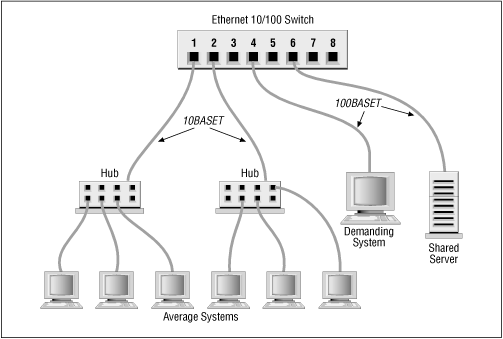 Ethernet 10/100 Switch
1 2 3 4 5 6 7 8
10BASET
100BASET
Hub
Hub
Demanding
System
Shared
Server
Average Systems